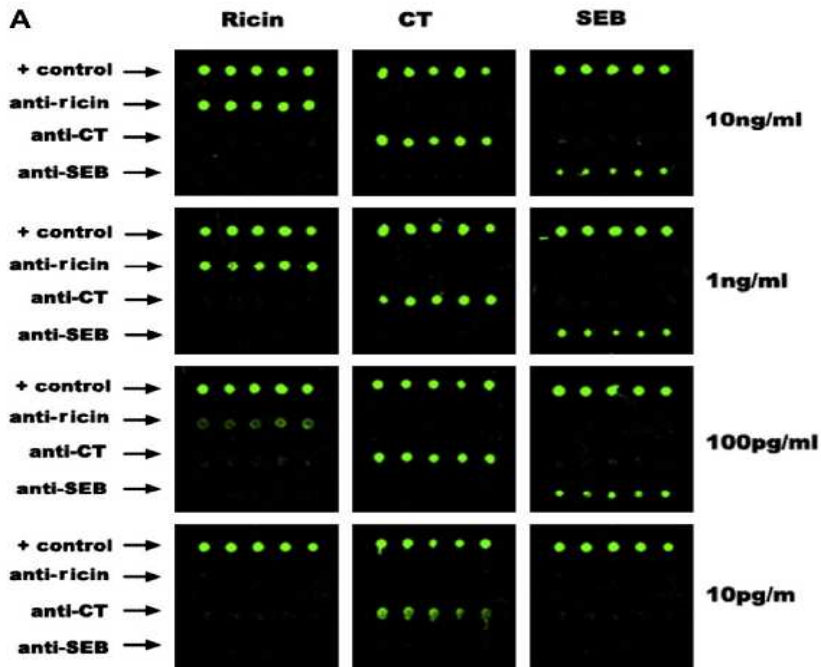 A
Ricin CT SEB
+ control
anti-ricin
anti-CT
anti-SEB
10ng/ml
+ control
anti-ricin
anti-CT
anti-SEB
1ng/ml
+ control
anti-ricin
anti-CT
anti-SEB
100pg/ml
+ control
anti-ricin
anti-CT
anti-SEB
10pg/m